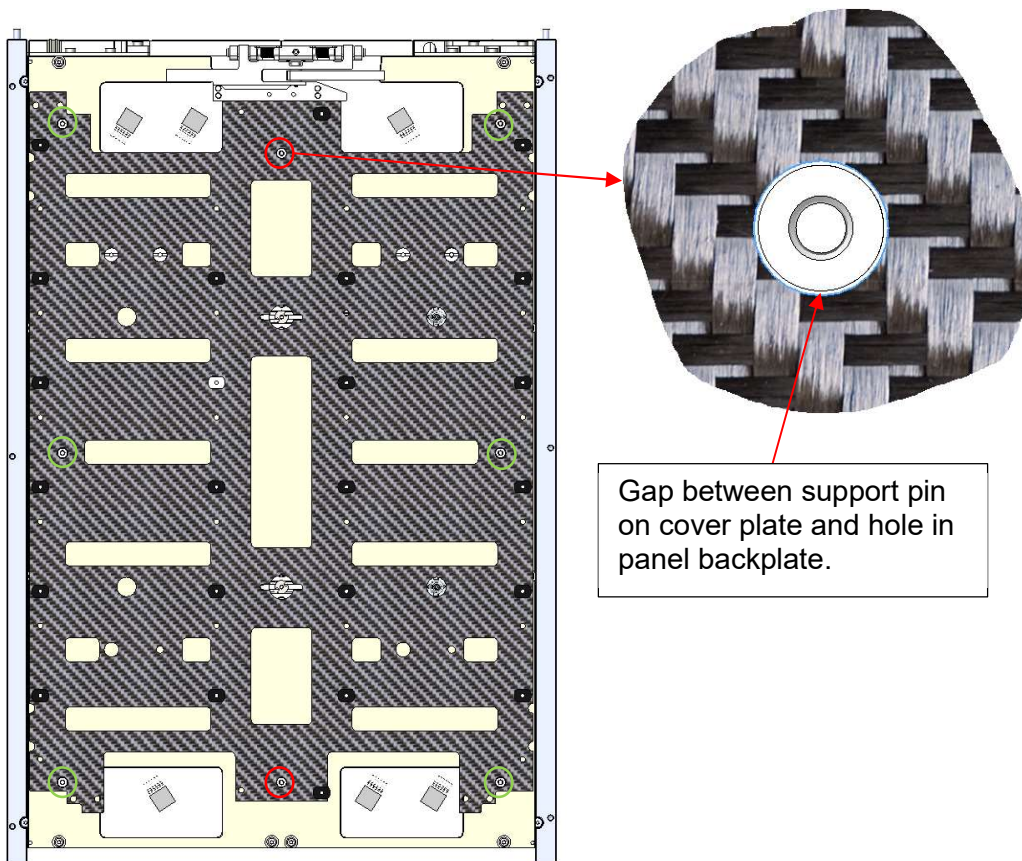 Gap between support pin
on cover plate and hole in
panel backplate.